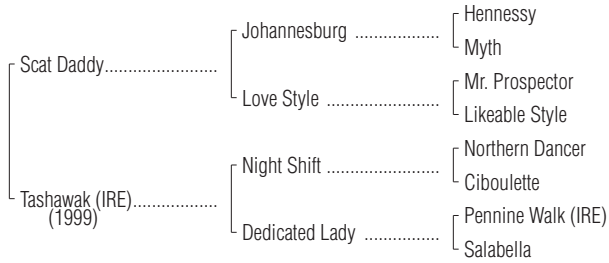 Hennessy
Johannesburg ..................
Myth
Scat Daddy........................
Mr. Prospector
Love Style ........................
Likeable Style
Northern Dancer
Night Shift ........................
Ciboulette
Tashawak (IRE)..................
(1999)
Pennine Walk (IRE)
Dedicated Lady ................
Salabella